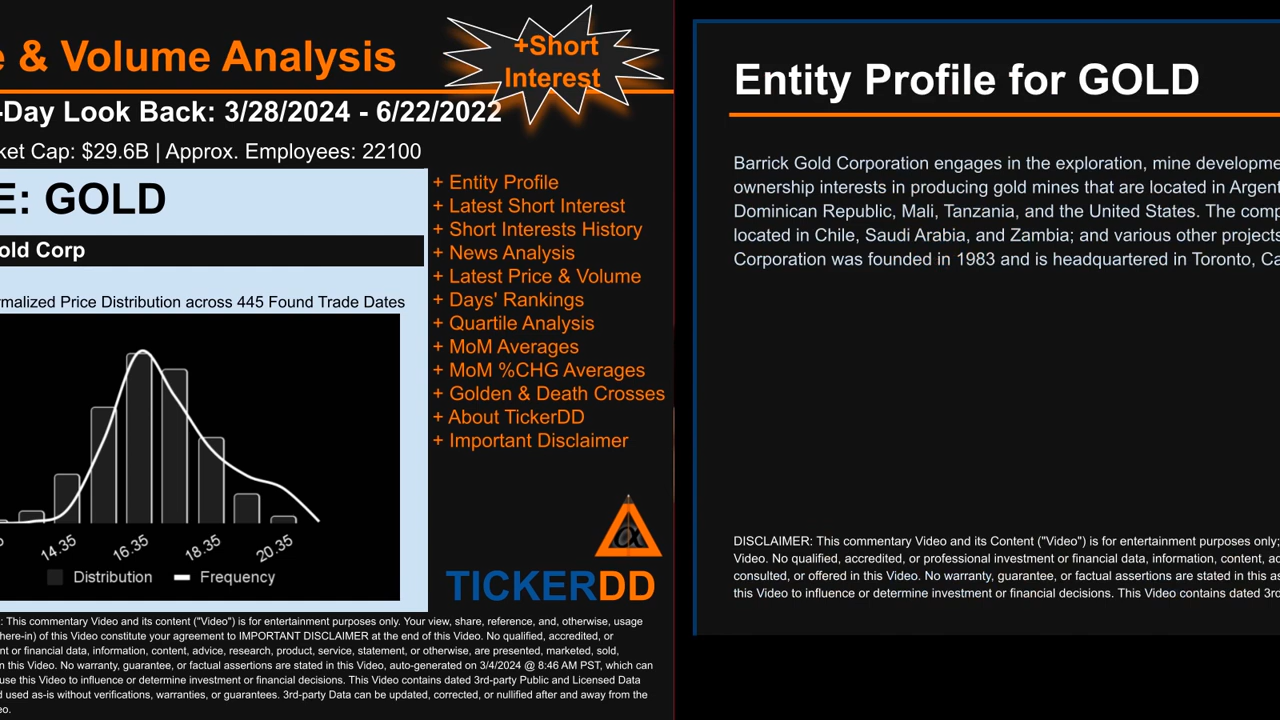 e & Volume Analysis
+Short
Interest
-Day Look Back: 3/28/2024 - 6/22/2022
ket Cap: $29.6B | Approx. Employees: 22100
E: GOLD
old Corp
rmalized Price Distribution across 445 Found Trade Dates
14.35
16.35
18.35
20.35
Distribution
Frequency
+ Entity Profile
+ Latest Short Interest
+ Short Interests History
+ News Analysis
+ Latest Price & Volume
+ Days' Rankings
+ Quartile Analysis
+ MoM Averages
+ MoM %CHG Averages
+ Golden & Death Crosses
+ About TickerDD
+ Important Disclaimer
TICKERDD
: This commentary Video and its content ("Video") is for entertainment purposes only. Your view, share, reference, and, otherwise, usage
here-in) of this Video constitute your agreement to IMPORTANT DISCLAIMER at the end of this Video. No qualified, accredited, or
nt or financial data, information, content, advice, research, product, service, statement, or otherwise, are presented, marketed, sold,
n this Video. No warranty, guarantee, or factual assertions are stated in this Video, auto-generated on 3/4/2024 @ 8:46 AM PST, which can
use this Video to influence or determine investment or financial decisions. This Video contains dated 3rd-party Public and Licensed Data
d used as-is without verifications, warranties, or guarantees. 3rd-party Data can be updated, corrected, or nullified after and away from the
eo.
Entity Profile for GOLD
Barrick Gold Corporation engages in the exploration, mine developme
ownership interests in producing gold mines that are located in Argent
Dominican Republic, Mali, Tanzania, and the United States. The comp
located in Chile, Saudi Arabia, and Zambia; and various other projects
Corporation was founded in 1983 and is headquartered in Toronto, Ca
DISCLAIMER: This commentary Video and its Content ("Video") is for entertainment purposes only;
Video. No qualified, accredited, or professional investment or financial data, information, content, ad
consulted, or offered in this Video. No warranty, guarantee, or factual assertions are stated in this as
this Video to influence or determine investment or financial decisions. This Video contains dated 3rd